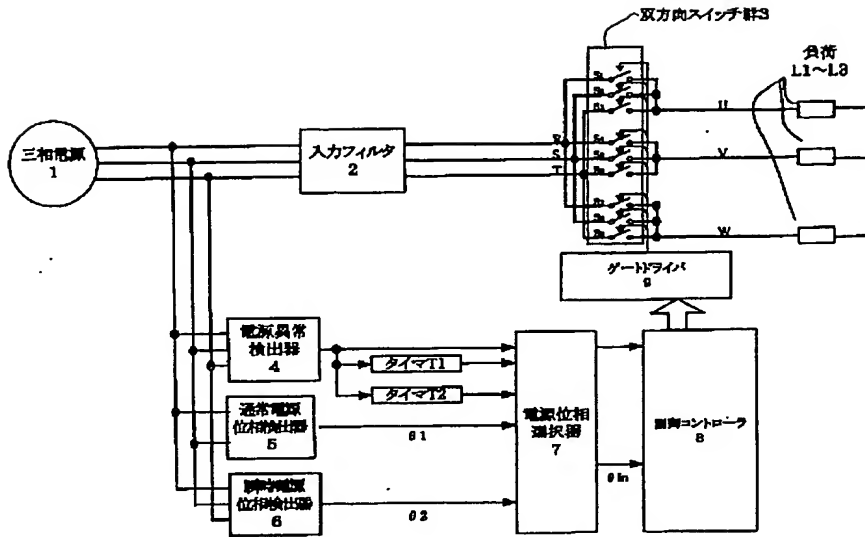 双方向スイッチ群3
負荷
L1～L3
三相電源
1
入力フィルタ
2
R
S
T
U
V
W
ゲートドライバ
9
電源異常
検出器
4
タイマT1
タイマT2
通常電源
位相検出器
5
瞬時電源
位相検出器
6
θ1
θ2
電源位相
選択器
7
θin
制御コントローラ
8